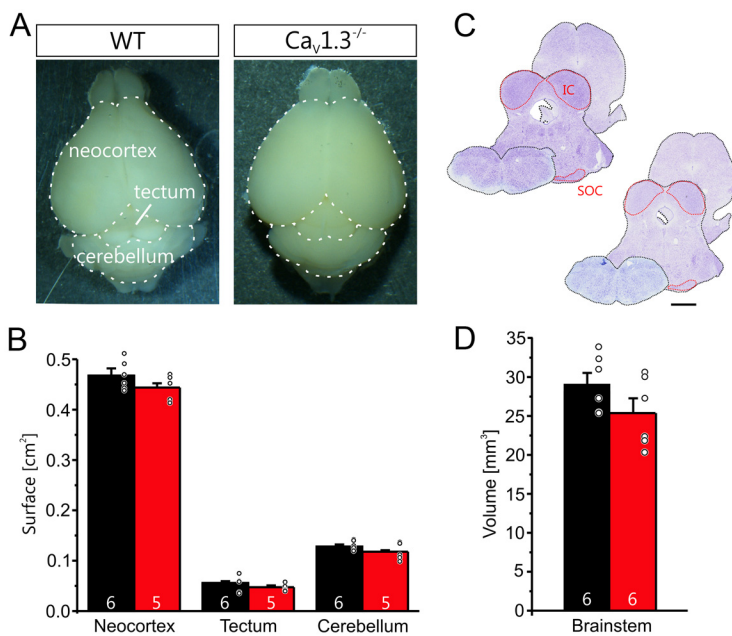 A
WT
Ca_V1.3^-/-
neocortex
tectum
cerebellum
C
IC
SOC
B
Surface [cm²]
0.5
0.4
0.3
0.2
0.1
0.0
6 5 6 5 6 5
Neocortex Tectum Cerebellum
D
Volume [mm³]
35
30
25
20
15
10
5
0
6 6
Brainstem